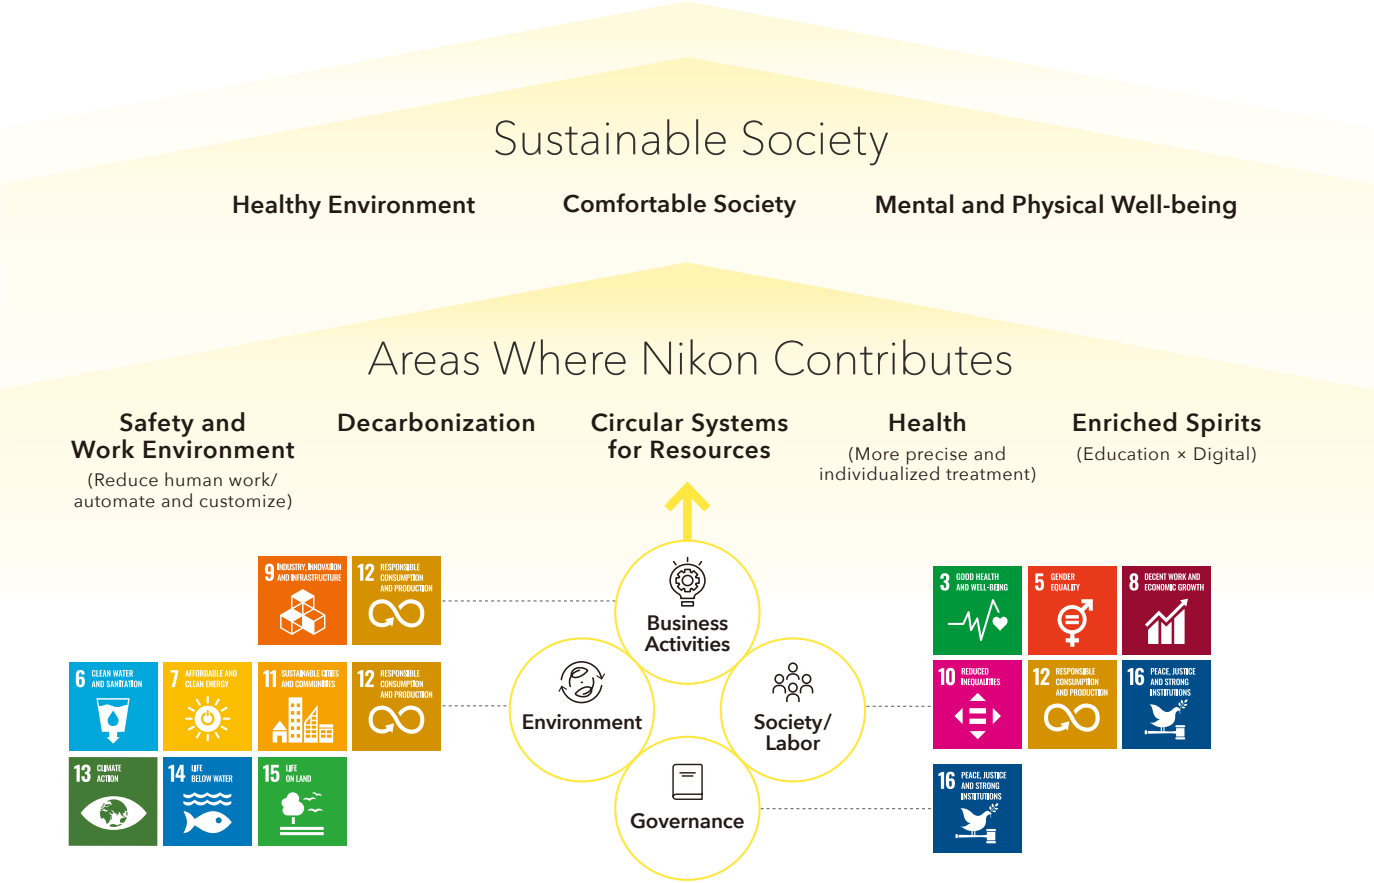 Sustainable Society
Healthy Environment
Comfortable Society
Mental and Physical Well-being
Areas Where Nikon Contributes
Safety and
Work Environment
(Reduce human work/
automate and customize)
Decarbonization
Circular Systems
for Resources
Health
(More precise and
individualized treatment)
Enriched Spirits
(Education × Digital)
9 INDUSTRY, INNOVATION
AND INFRASTRUCTURE
12 RESPONSIBLE
CONSUMPTION
AND PRODUCTION
Business
Activities
6 CLEAN WATER
AND SANITATION
7 AFFORDABLE AND
CLEAN ENERGY
11 SUSTAINABLE CITIES
AND COMMUNITIES
12 RESPONSIBLE
CONSUMPTION
AND PRODUCTION
13 CLIMATE
ACTION
14 LIFE
BELOW WATER
15 LIFE
ON LAND
Environment
Society/
Labor
3 GOOD HEALTH
AND WELL-BEING
5 GENDER
EQUALITY
8 DECENT WORK AND
ECONOMIC GROWTH
10 REDUCED
INEQUALITIES
12 RESPONSIBLE
CONSUMPTION
AND PRODUCTION
16 PEACE, JUSTICE
AND STRONG
INSTITUTIONS
Governance
16 PEACE, JUSTICE
AND STRONG
INSTITUTIONS